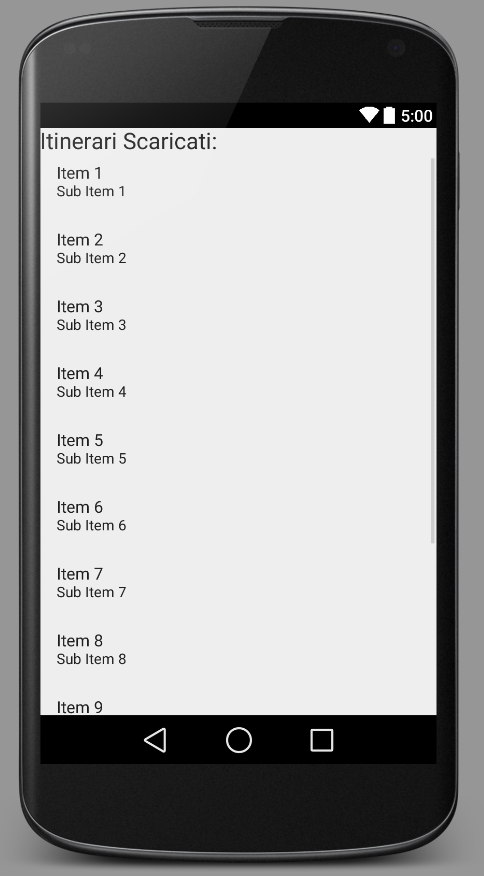 5:00
Itinerari Scaricati:
Item 1
Sub Item 1
Item 2
Sub Item 2
Item 3
Sub Item 3
Item 4
Sub Item 4
Item 5
Sub Item 5
Item 6
Sub Item 6
Item 7
Sub Item 7
Item 8
Sub Item 8
Item 9